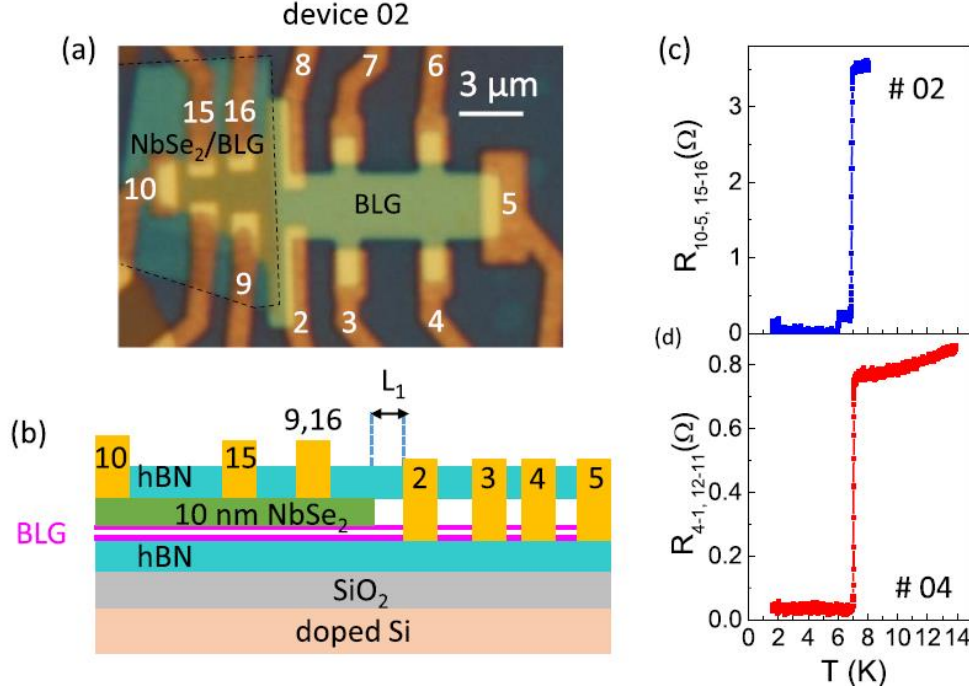 device 02
(a)
8
7
6
3 μm
15
16
NbSe₂/BLG
10
BLG
5
9
2
3
4
(b)
L₁
9,16
10
hBN
15
2
3
4
5
10 nm NbSe₂
BLG
hBN
SiO₂
doped Si
(c)
# 02
R₁₀₋₅, ₁₅₋₁₆(Ω)
3
2
1
0
(d)
0.8
0.6
0.4
0.2
0.0
R₄₋₁, ₁₂₋₁₁(Ω)
# 04
0 2 4 6 8 10 12 14
T (K)